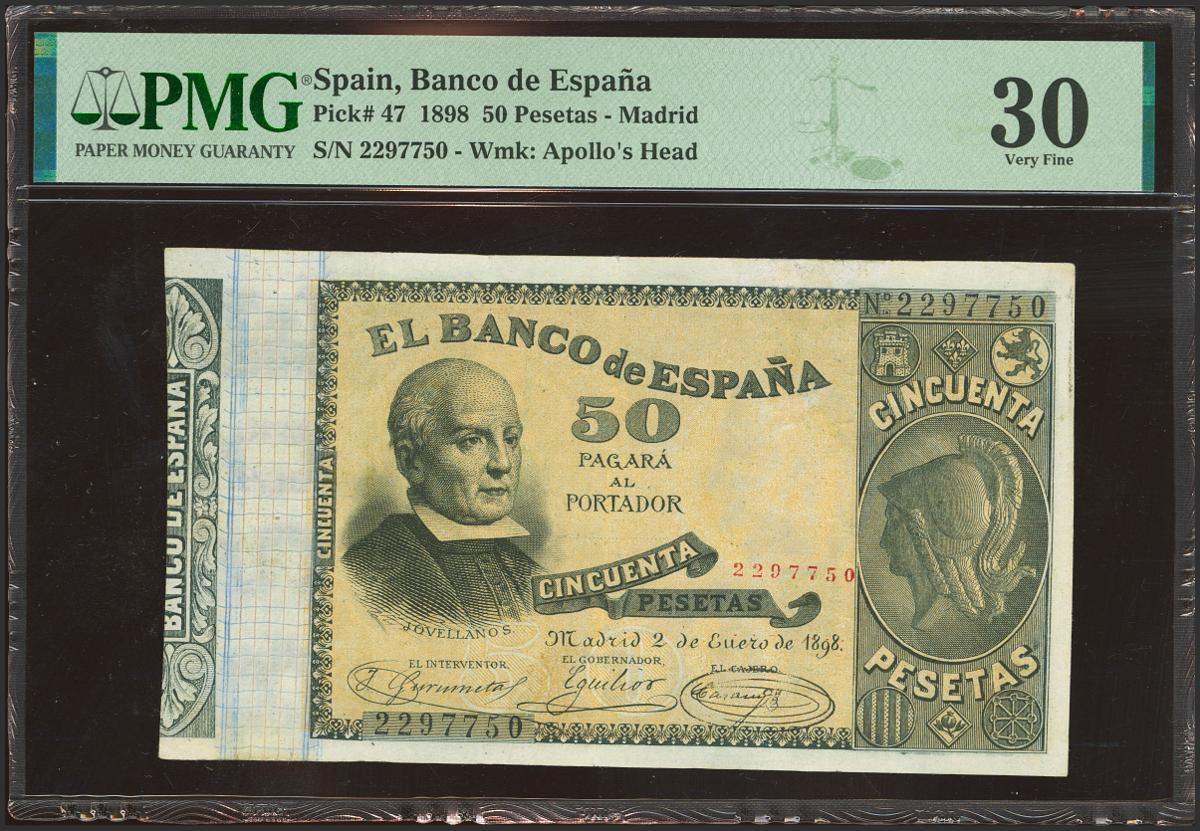 PMG®
PAPER MONEY GUARANTY
Spain, Banco de España
Pick# 47 1898 50 Pesetas - Madrid
S/N 2297750 - Wmk: Apollo's Head
30
Very Fine
BANCO DE ESPAÑA
CINCUENTA
EL BANCO de ESPAÑA
50
PAGARÁ
AL
PORTADOR
CINCUENTA
PESETAS
2297750
JOVELLANOS.
Madrid 2 de Enero de 1898.
EL INTERVENTOR,
EL GOBERNADOR,
EL CAJERO.
2297750
Nº 2297750
CINCUENTA
PESETAS